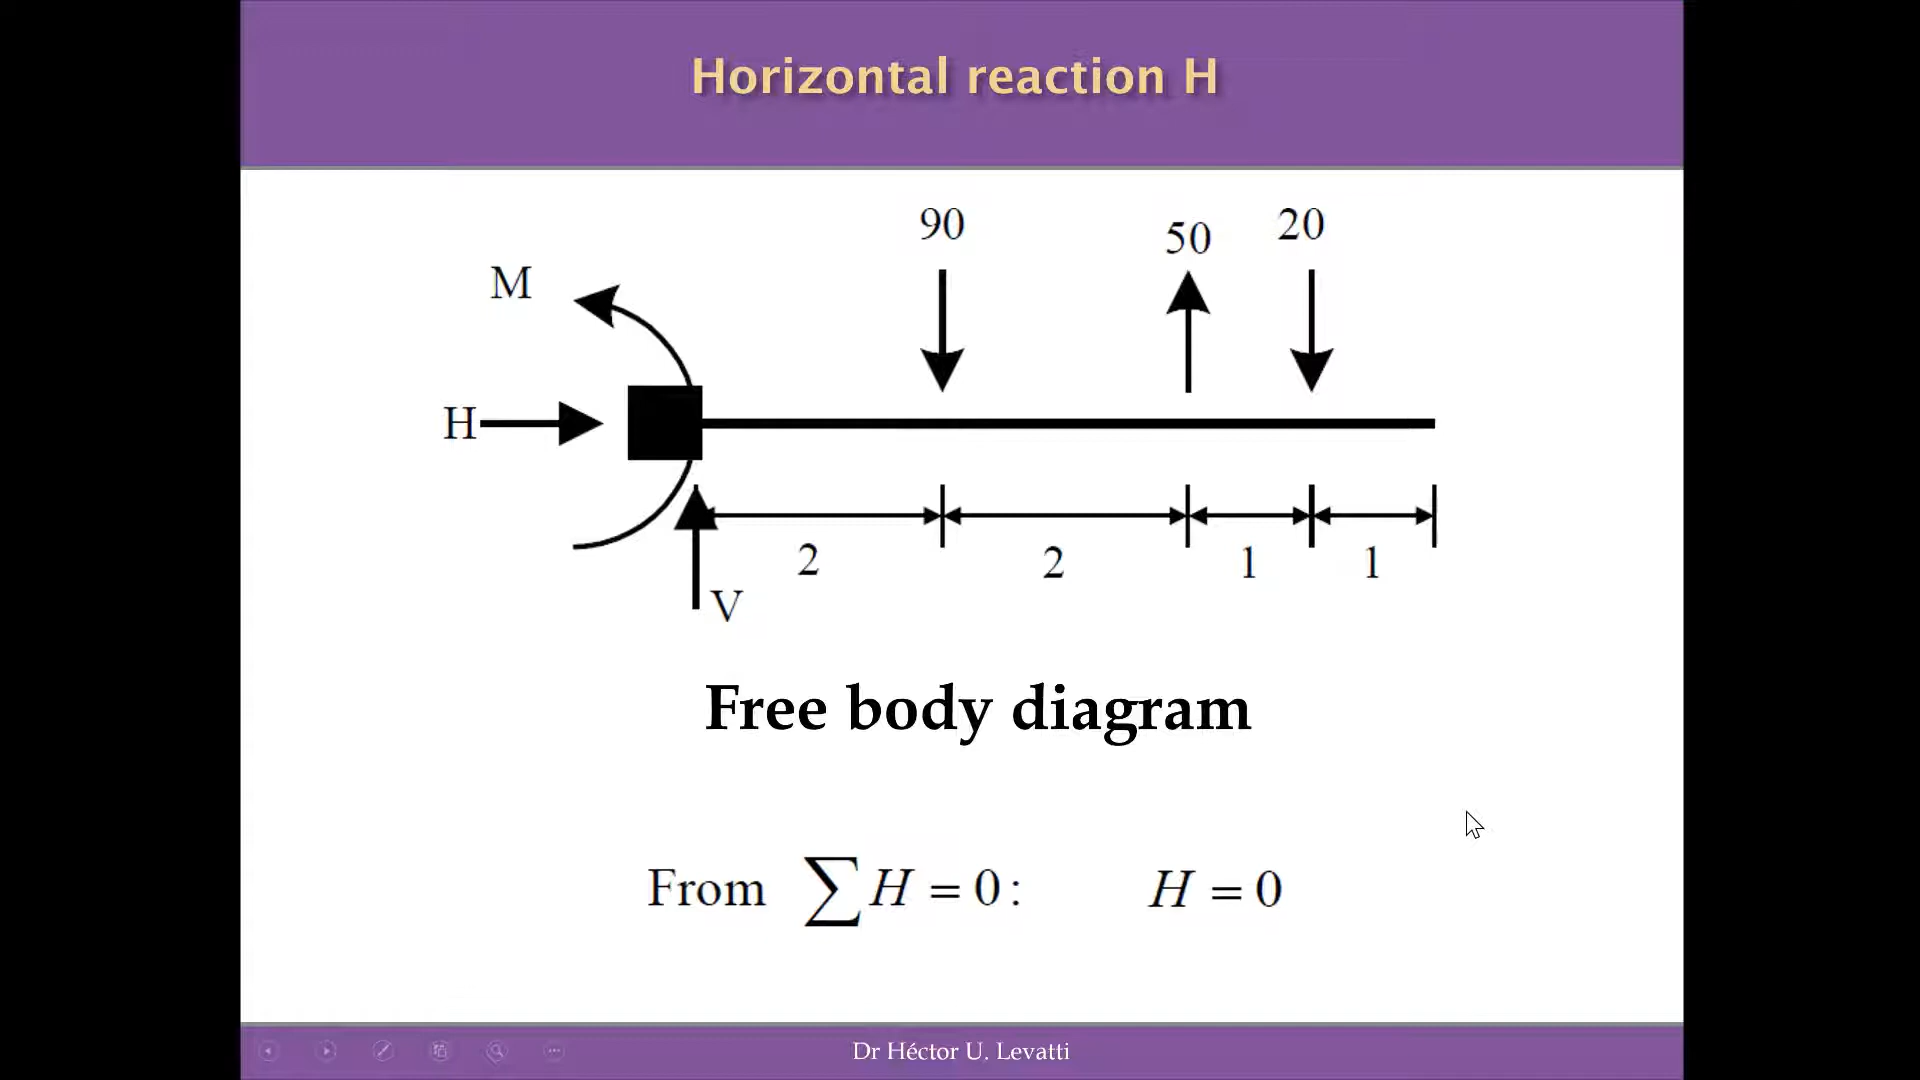 Horizontal reaction H
90
50
20
M
H
2
2
1
1
V
Free body diagram
From ∑H = 0: H = 0
Dr Héctor U. Levatti